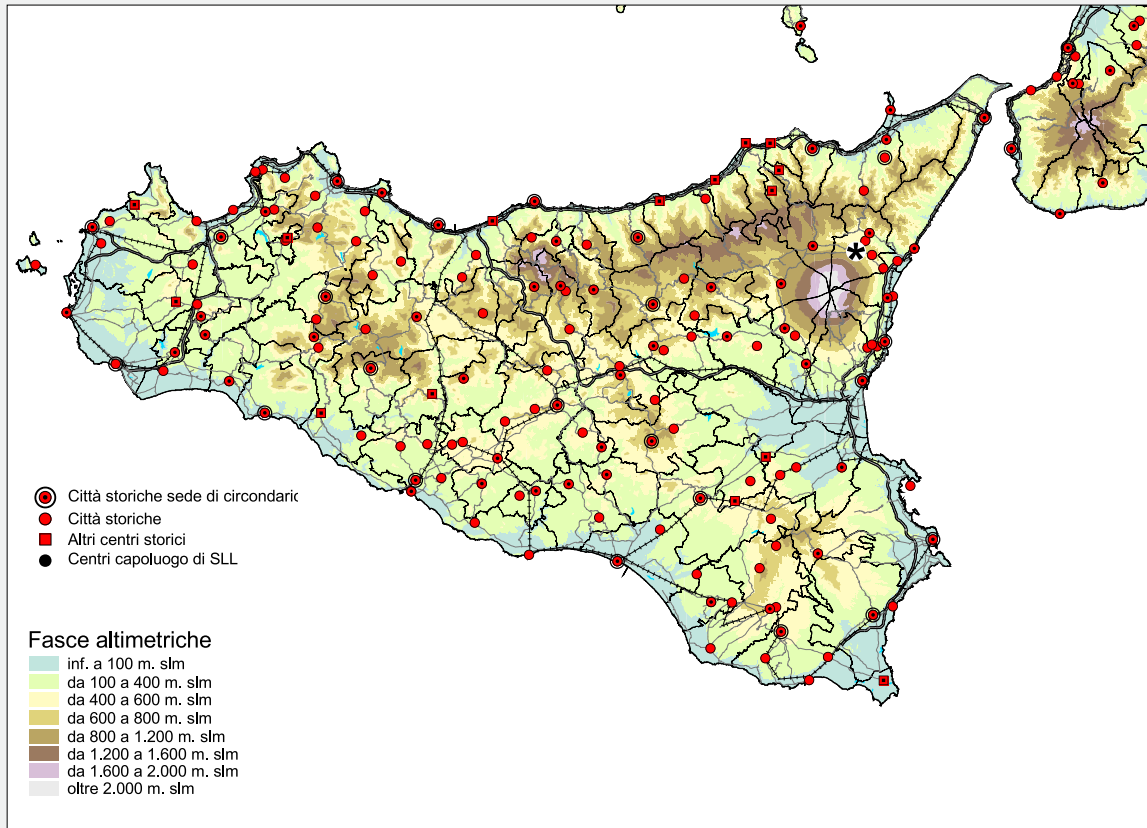 Città storiche sede di circondaric
Città storiche
Altri centri storici
Centri capoluogo di SLL
Fasce altimetriche
inf. a 100 m. slm
da 100 a 400 m. slm
da 400 a 600 m. slm
da 600 a 800 m. slm
da 800 a 1.200 m. slm
da 1.200 a 1.600 m. slm
da 1.600 a 2.000 m. slm
oltre 2.000 m. slm